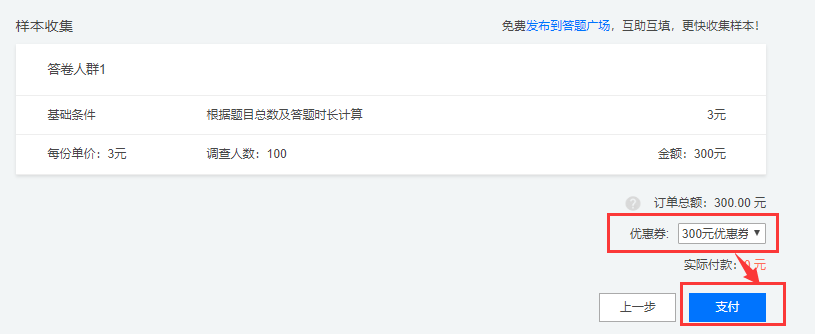 样本收集 免费发布到答题广场，互助互填，更快收集样本！
答卷人群1
基础条件 根据题目总数及答题时长计算 3元
每份单价：3元 调查人数：100 金额：300元
? 订单总额：300.00 元
优惠券: 300元优惠券
实际付款：0 元
上一步 支付